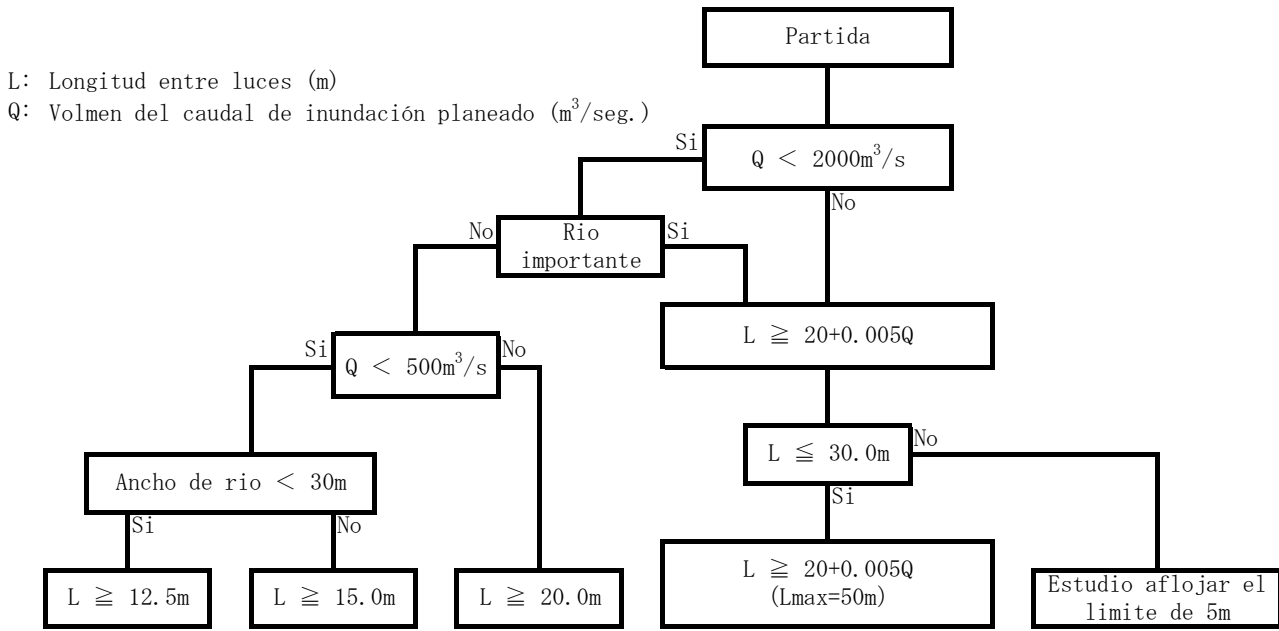 Partida
L: Longitud entre luces (m)
Q: Volmen del caudal de inundación planeado (m³/seg.)
Si
Q < 2000m³/s
No
No
Rio
importante
Si
L ≧ 20+0.005Q
Si
Q < 500m³/s
No
L ≦ 30.0m
No
Ancho de rio < 30m
Si
Si
No
L ≧ 12.5m
L ≧ 15.0m
L ≧ 20.0m
L ≧ 20+0.005Q
(Lmax=50m)
Estudio aflojar el
limite de 5m